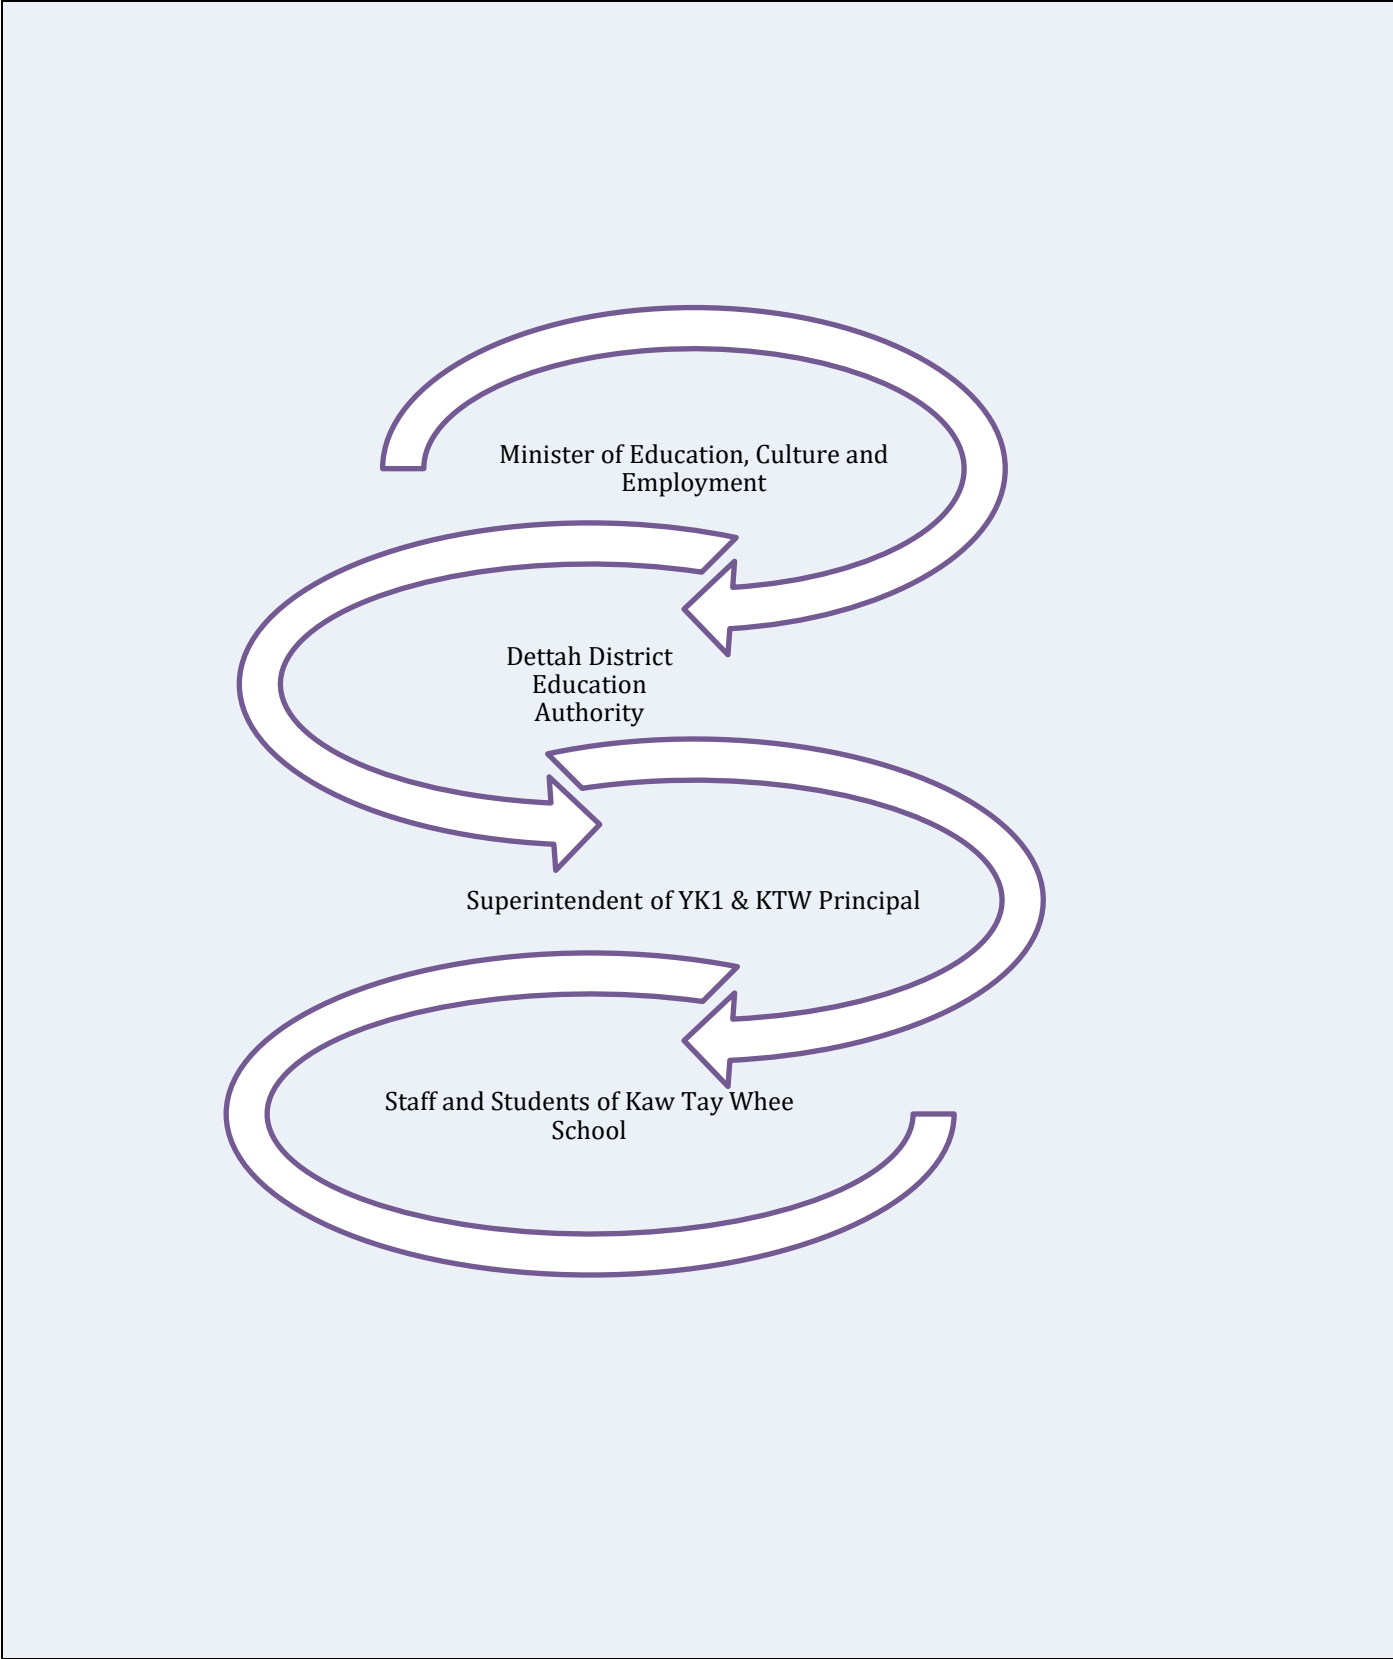 Minister of Education, Culture and
Employment
Dettah District
Education
Authority
Superintendent of YK1 & KTW Principal
Staff and Students of Kaw Tay Whee
School